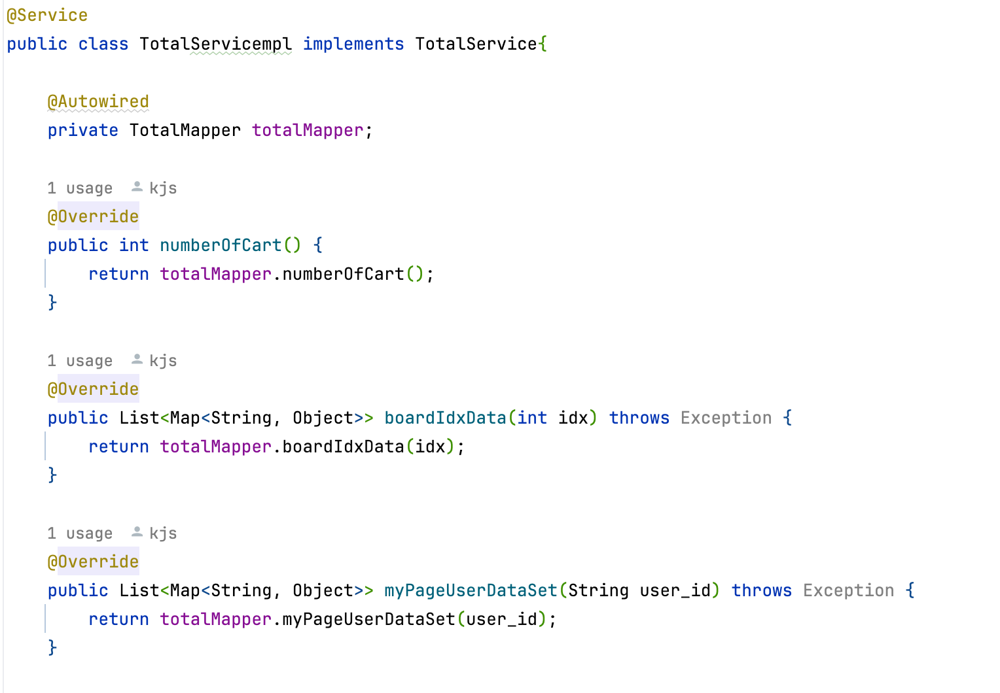 @Service
public class TotalServicempl implements TotalService{
@Autowired
private TotalMapper totalMapper;
1 usage kjs
@Override
public int numberOfCart() {
return totalMapper.numberOfCart();
}
1 usage kjs
@Override
public List<Map<String, Object>> boardIdxData(int idx) throws Exception {
return totalMapper.boardIdxData(idx);
}
1 usage kjs
@Override
public List<Map<String, Object>> myPageUserDataSet(String user_id) throws Exception {
return totalMapper.myPageUserDataSet(user_id);
}